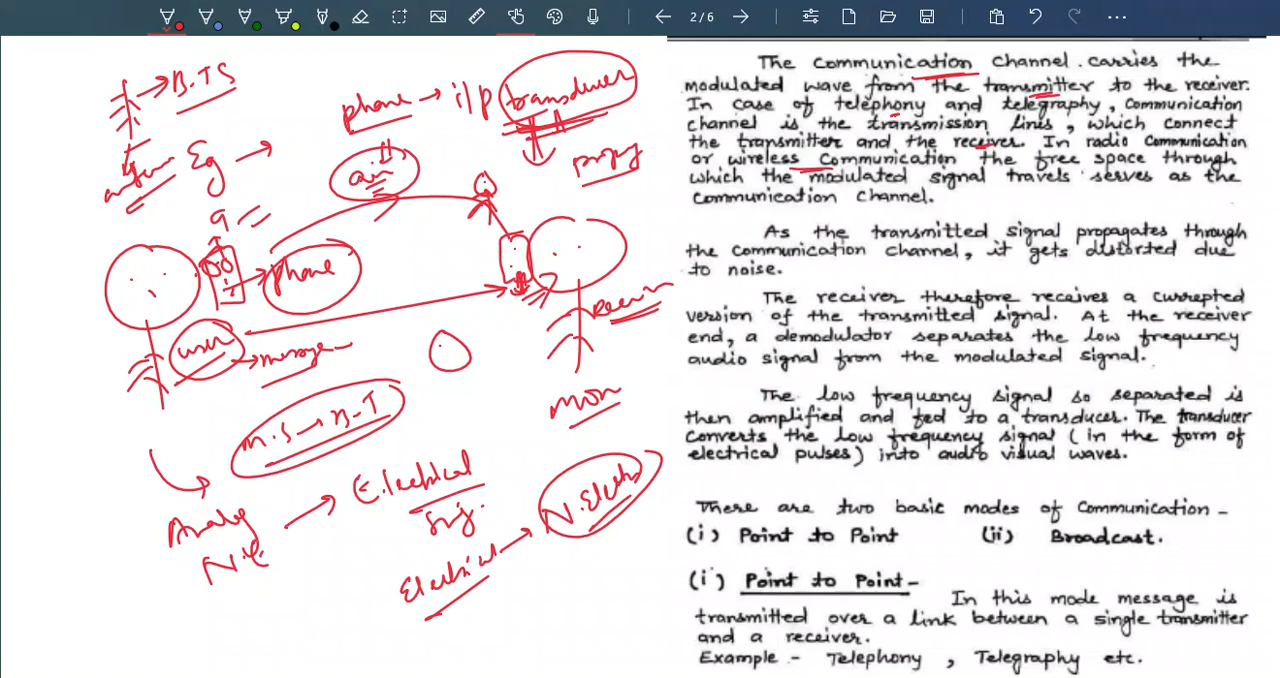 2/6
B.T.S
phone → i/p transducer
Eg →
air
phone
user
message
M.S → B-T
mon
Analog
N.E
Electrical
sig.
Electrical → N.Elect
The Communication Channel carries the
modulated wave from the transmitter to the receiver.
In case of telephony and telegraphy, Communication
channel is the transmission lines, which connect
the transmitter and the receiver. In radio Communication
or wireless Communication the free space through
which the modulated signal travels serves as the
Communication Channel.
As the transmitted signal propagates through
the Communication channel, it gets distorted due
to noise.
The receiver therefore receives a currepted
version of the transmitted signal. At the receiver
end, a demodulator separates the low frequency
audio signal from the modulated signal.
The low frequency signal so separated is
then amplified and fed to a transducer. The transducer
converts the low frequency signal (in the form of
electrical pulses) into audio visual waves.
There are two basic modes of Communication -
(i) Point to Point (ii) Broadcast.
(i) Point to Point -
In this mode message is
transmitted over a link between a single transmitter
and a receiver.
Example - Telephony, Telegraphy etc.